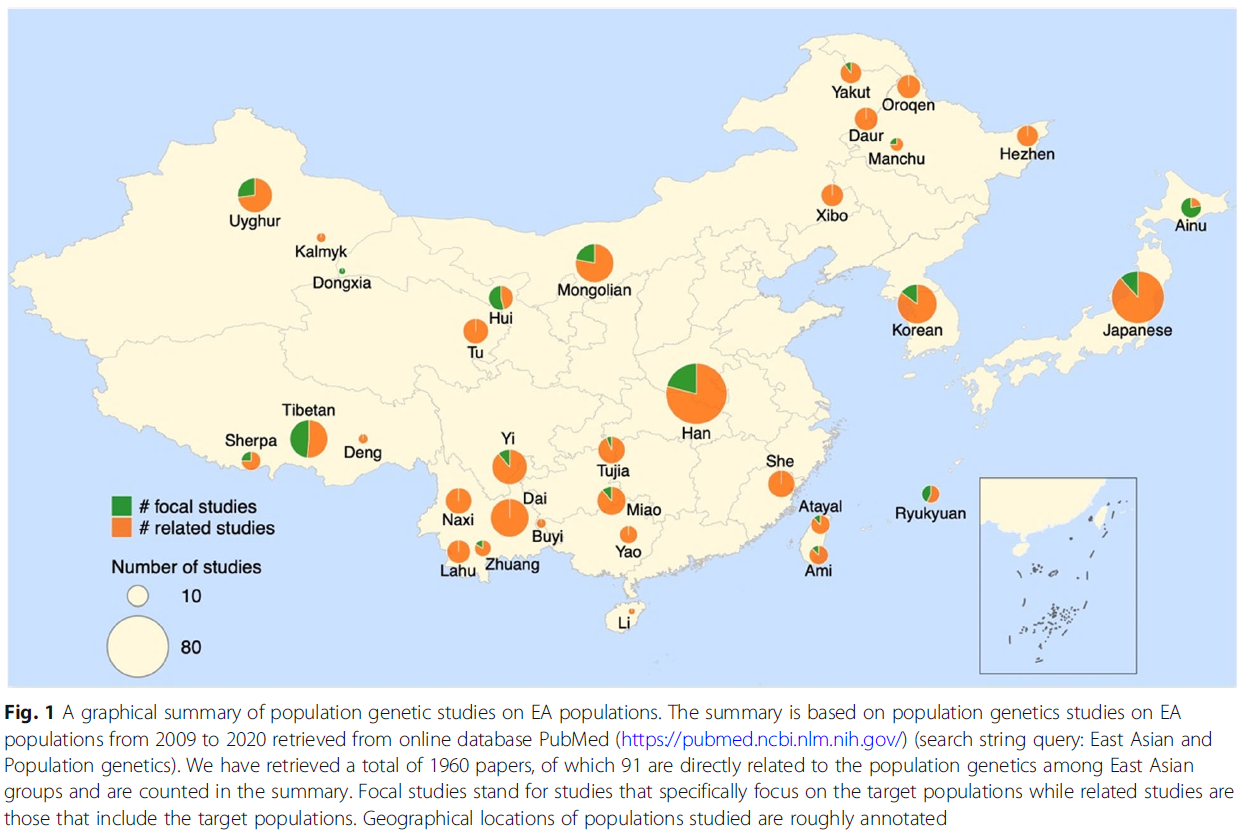 Yakut
Oroqen
Daur
Manchu
Hezhen
Xibo
Ainu
Uyghur
Kalmyk
Dongxia
Mongolian
Hui
Tu
Korean
Japanese
Han
Tibetan
Sherpa
Deng
Yi
Tujia
She
Dai
Naxi
Miao
Atayal
Ryukyuan
Buyi
Yao
Lahu
Zhuang
Ami
Li
# focal studies
# related studies
Number of studies
10
80
Fig. 1 A graphical summary of population genetic studies on EA populations. The summary is based on population genetics studies on EA
populations from 2009 to 2020 retrieved from online database PubMed (https://pubmed.ncbi.nlm.nih.gov/) (search string query: East Asian and
Population genetics). We have retrieved a total of 1960 papers, of which 91 are directly related to the population genetics among East Asian
groups and are counted in the summary. Focal studies stand for studies that specifically focus on the target populations while related studies are
those that include the target populations. Geographical locations of populations studied are roughly annotated